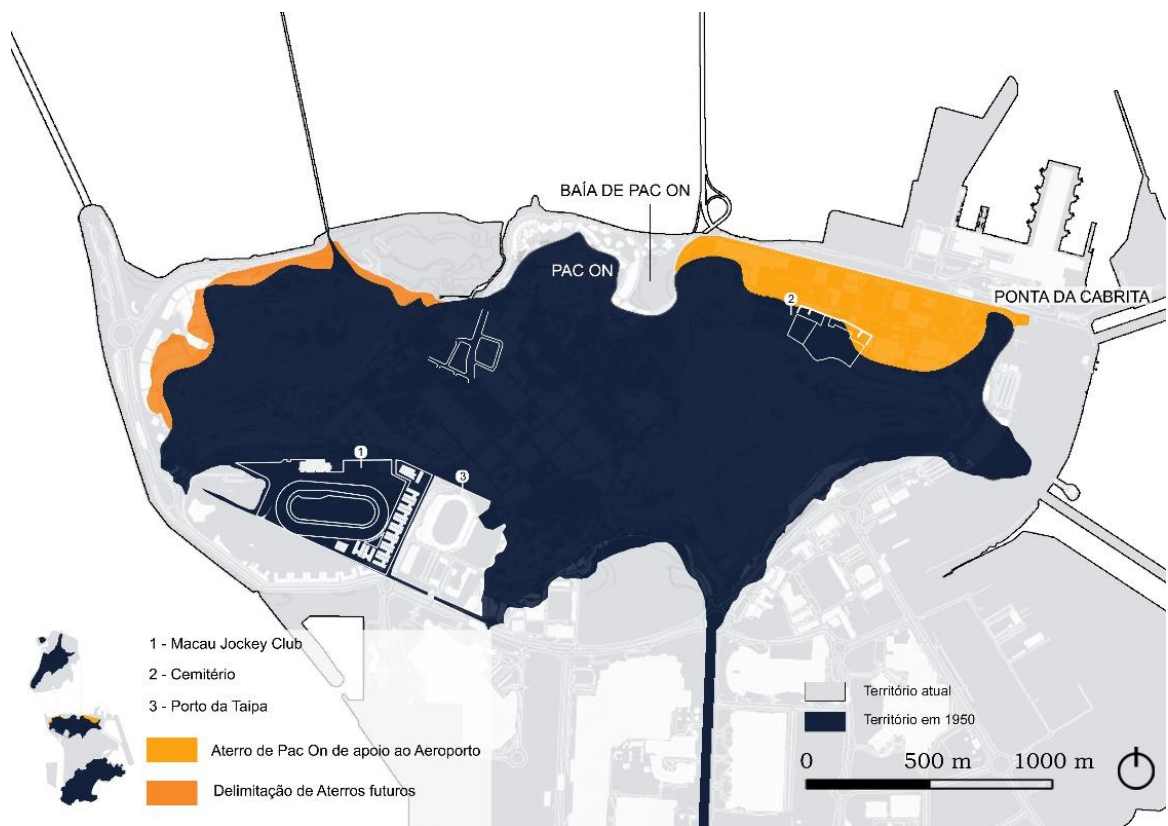 BAÍA DE PAC ON
PAC ON
2
PONTA DA CABRITA
1
3
1 - Macau Jockey Club
2 - Cemitério
3 - Porto da Taipa
Aterro de Pac On de apoio ao Aeroporto
Delimitação de Aterros futuros
Território atual
Território em 1950
0 500 m 1000 m